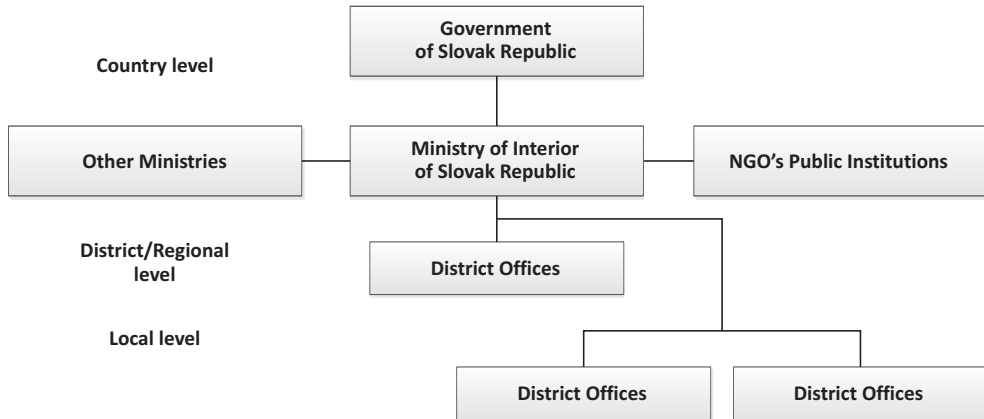 Government
of Slovak Republic
Country level
Other Ministries
Ministry of Interior
of Slovak Republic
NGO’s Public Institutions
District/Regional
level
District Offices
Local level
District Offices
District Offices